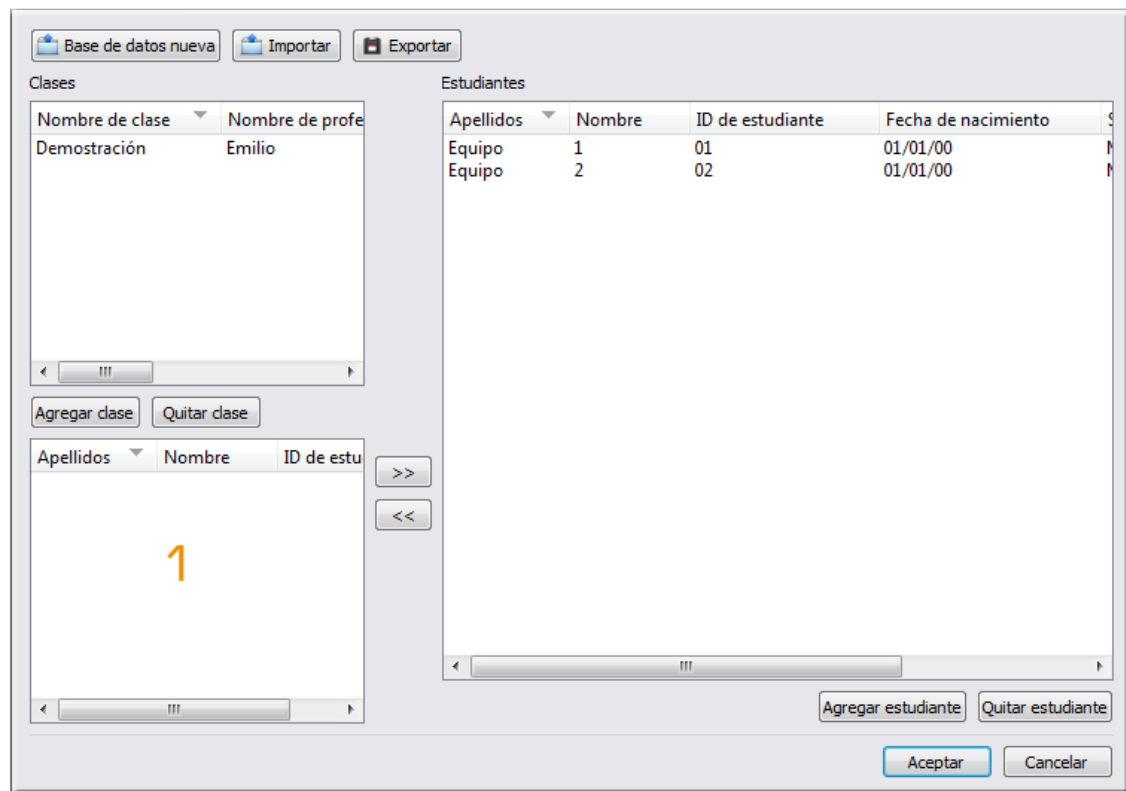 Base de datos nueva Importar Exportar
Clases
Nombre de clase Nombre de profe
Demostración Emilio
Agregar clase Quitar clase
Apellidos Nombre ID de estu
1
>>
<<
Estudiantes
Apellidos Nombre ID de estudiante Fecha de nacimiento S
Equipo 1 01 01/01/00
Equipo 2 02 01/01/00
Agregar estudiante Quitar estudiante
Aceptar Cancelar